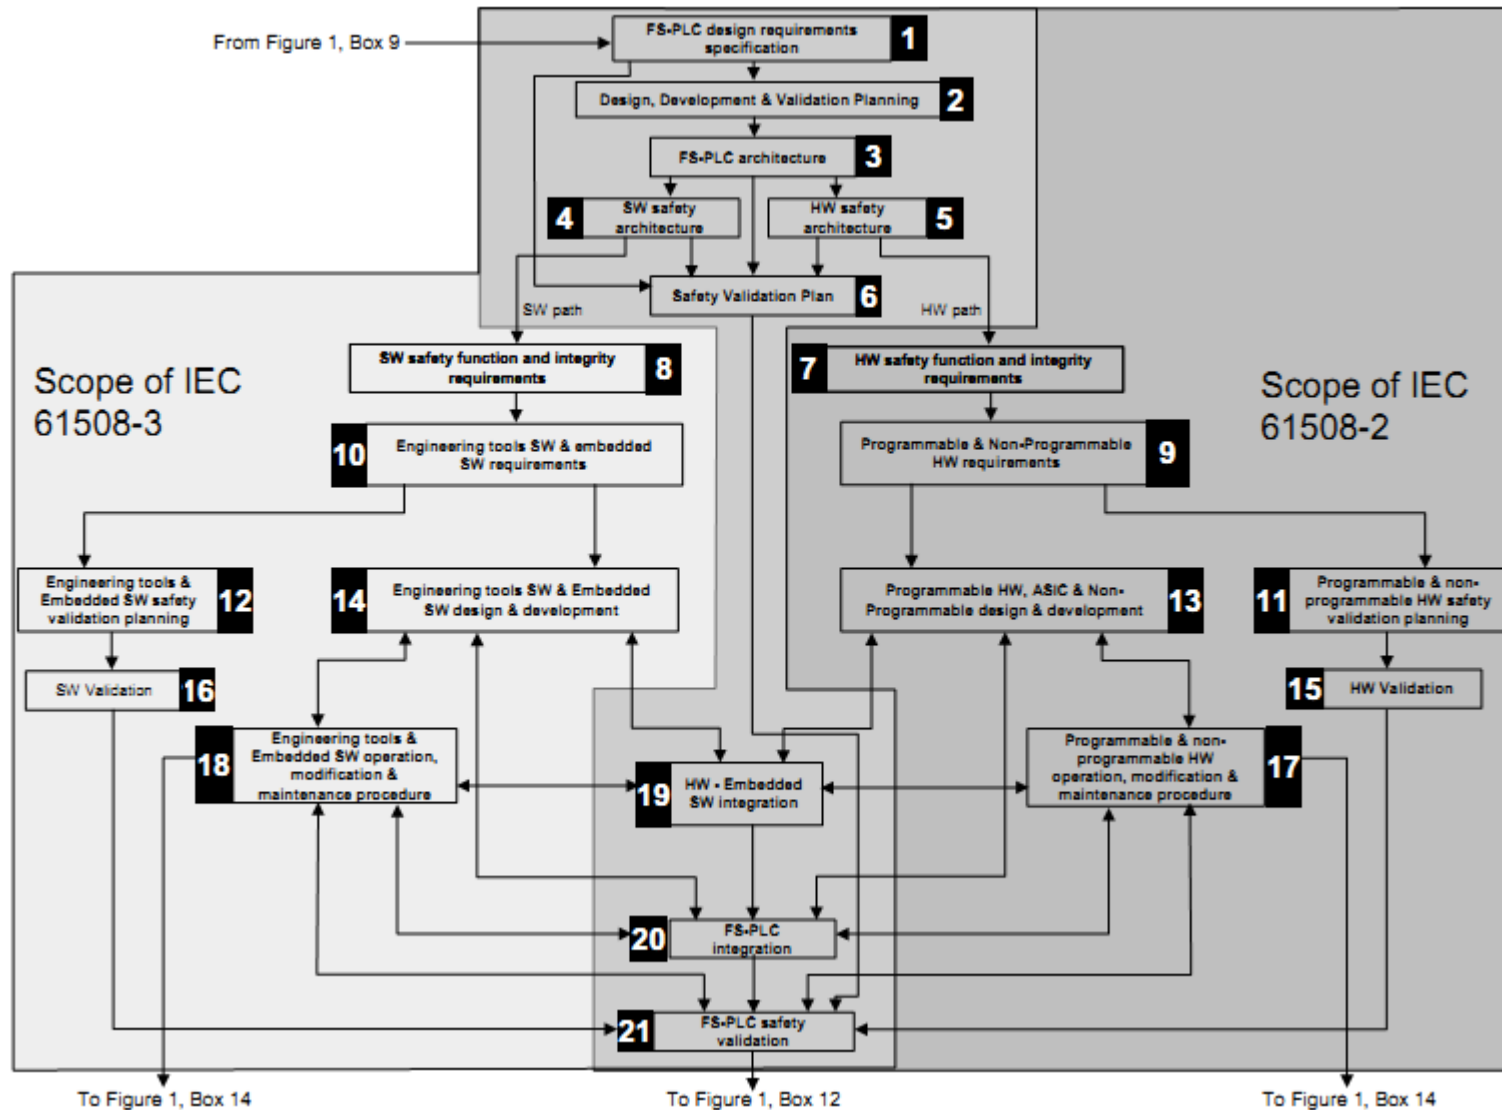 From Figure 1, Box 9
FS-PLC design requirements
specification
1
Design, Development & Validation Planning
2
FS-PLC architecture
3
4
SW safety
architecture
HW safety
architecture
5
Safety Validation Plan
6
SW path
HW path
Scope of IEC
61508-3
SW safety function and integrity
requirements
8
7
HW safety function and integrity
requirements
Scope of IEC
61508-2
10
Engineering tools SW & embedded
SW requirements
Programmable & Non-Programmable
HW requirements
9
Engineering tools &
Embedded SW safety
validation planning
12
14
Engineering tools SW & Embedded
SW design & development
Programmable HW, ASIC & Non-
Programmable design & development
13
11
Programmable & non-
programmable HW safety
validation planning
SW Validation
16
15
HW Validation
18
Engineering tools &
Embedded SW operation,
modification &
maintenance procedure
19
HW - Embedded
SW integration
Programmable & non-
programmable HW
operation, modification &
maintenance procedure
17
20
FS-PLC
integration
21
FS-PLC safety
validation
To Figure 1, Box 14
To Figure 1, Box 12
To Figure 1, Box 14